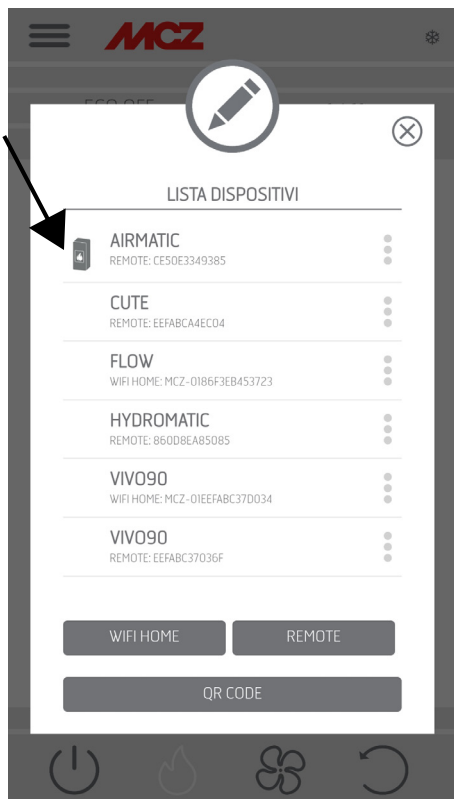 MCZ
LISTA DISPOSITIVI
AIRMATIC
REMOTE: CE50E3349385
CUTE
REMOTE: EEFABCA4EC04
FLOW
WIFI HOME: MCZ-0186F3EB453723
HYDROMATIC
REMOTE: 860D8EA85085
VIVO90
WIFI HOME: MCZ-01EEFABC37D034
VIVO90
REMOTE: EEFABC37036F
WIFI HOME
REMOTE
QR CODE